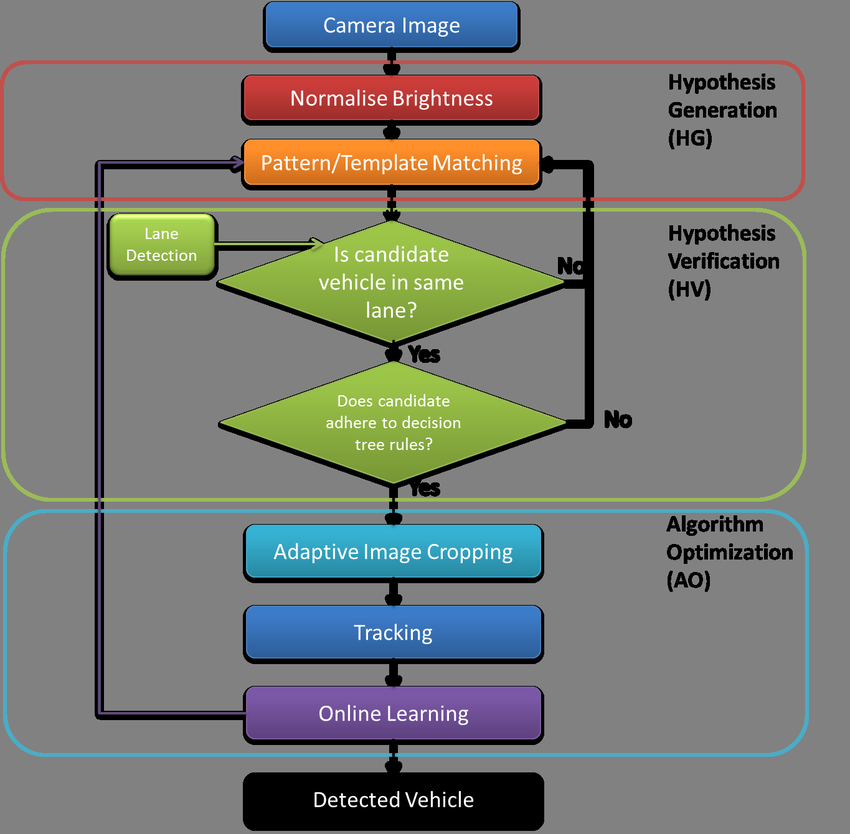 Camera Image
Normalise Brightness
Hypothesis
Generation
(HG)
Pattern/Template Matching
Lane
Detection
Is candidate
vehicle in same
lane?
No
Hypothesis
Verification
(HV)
Yes
Does candidate
adhere to decision
tree rules?
No
Yes
Algorithm
Optimization
(AO)
Adaptive Image Cropping
Tracking
Online Learning
Detected Vehicle